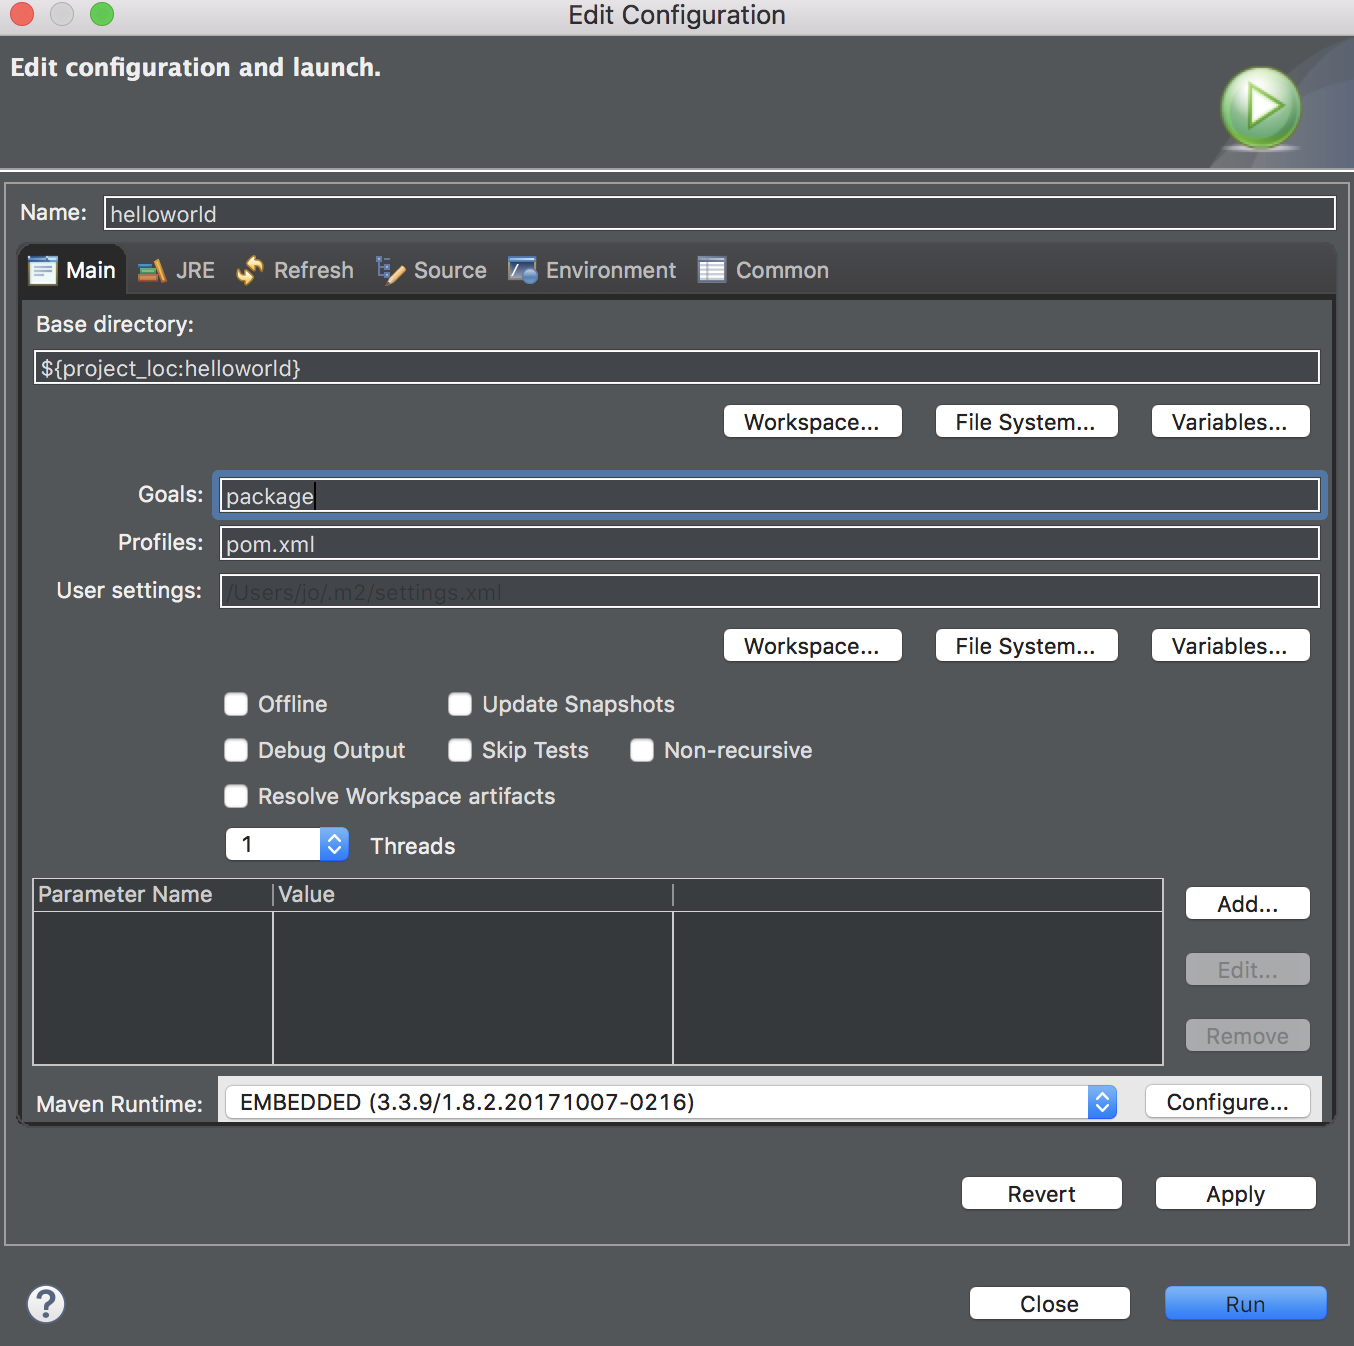 Edit Configuration
Edit configuration and launch.
Name: helloworld
Main JRE Refresh Source Environment Common
Base directory:
${project_loc:helloworld}
Workspace... File System... Variables...
Goals: package
Profiles: pom.xml
User settings: /Users/jo/.m2/settings.xml
Workspace... File System... Variables...
Offline Update Snapshots
Debug Output Skip Tests Non-recursive
Resolve Workspace artifacts
1 Threads
Parameter Name Value
Add...
Edit...
Remove
Maven Runtime: EMBEDDED (3.3.9/1.8.2.20171007-0216) Configure...
Revert Apply
? Close Run